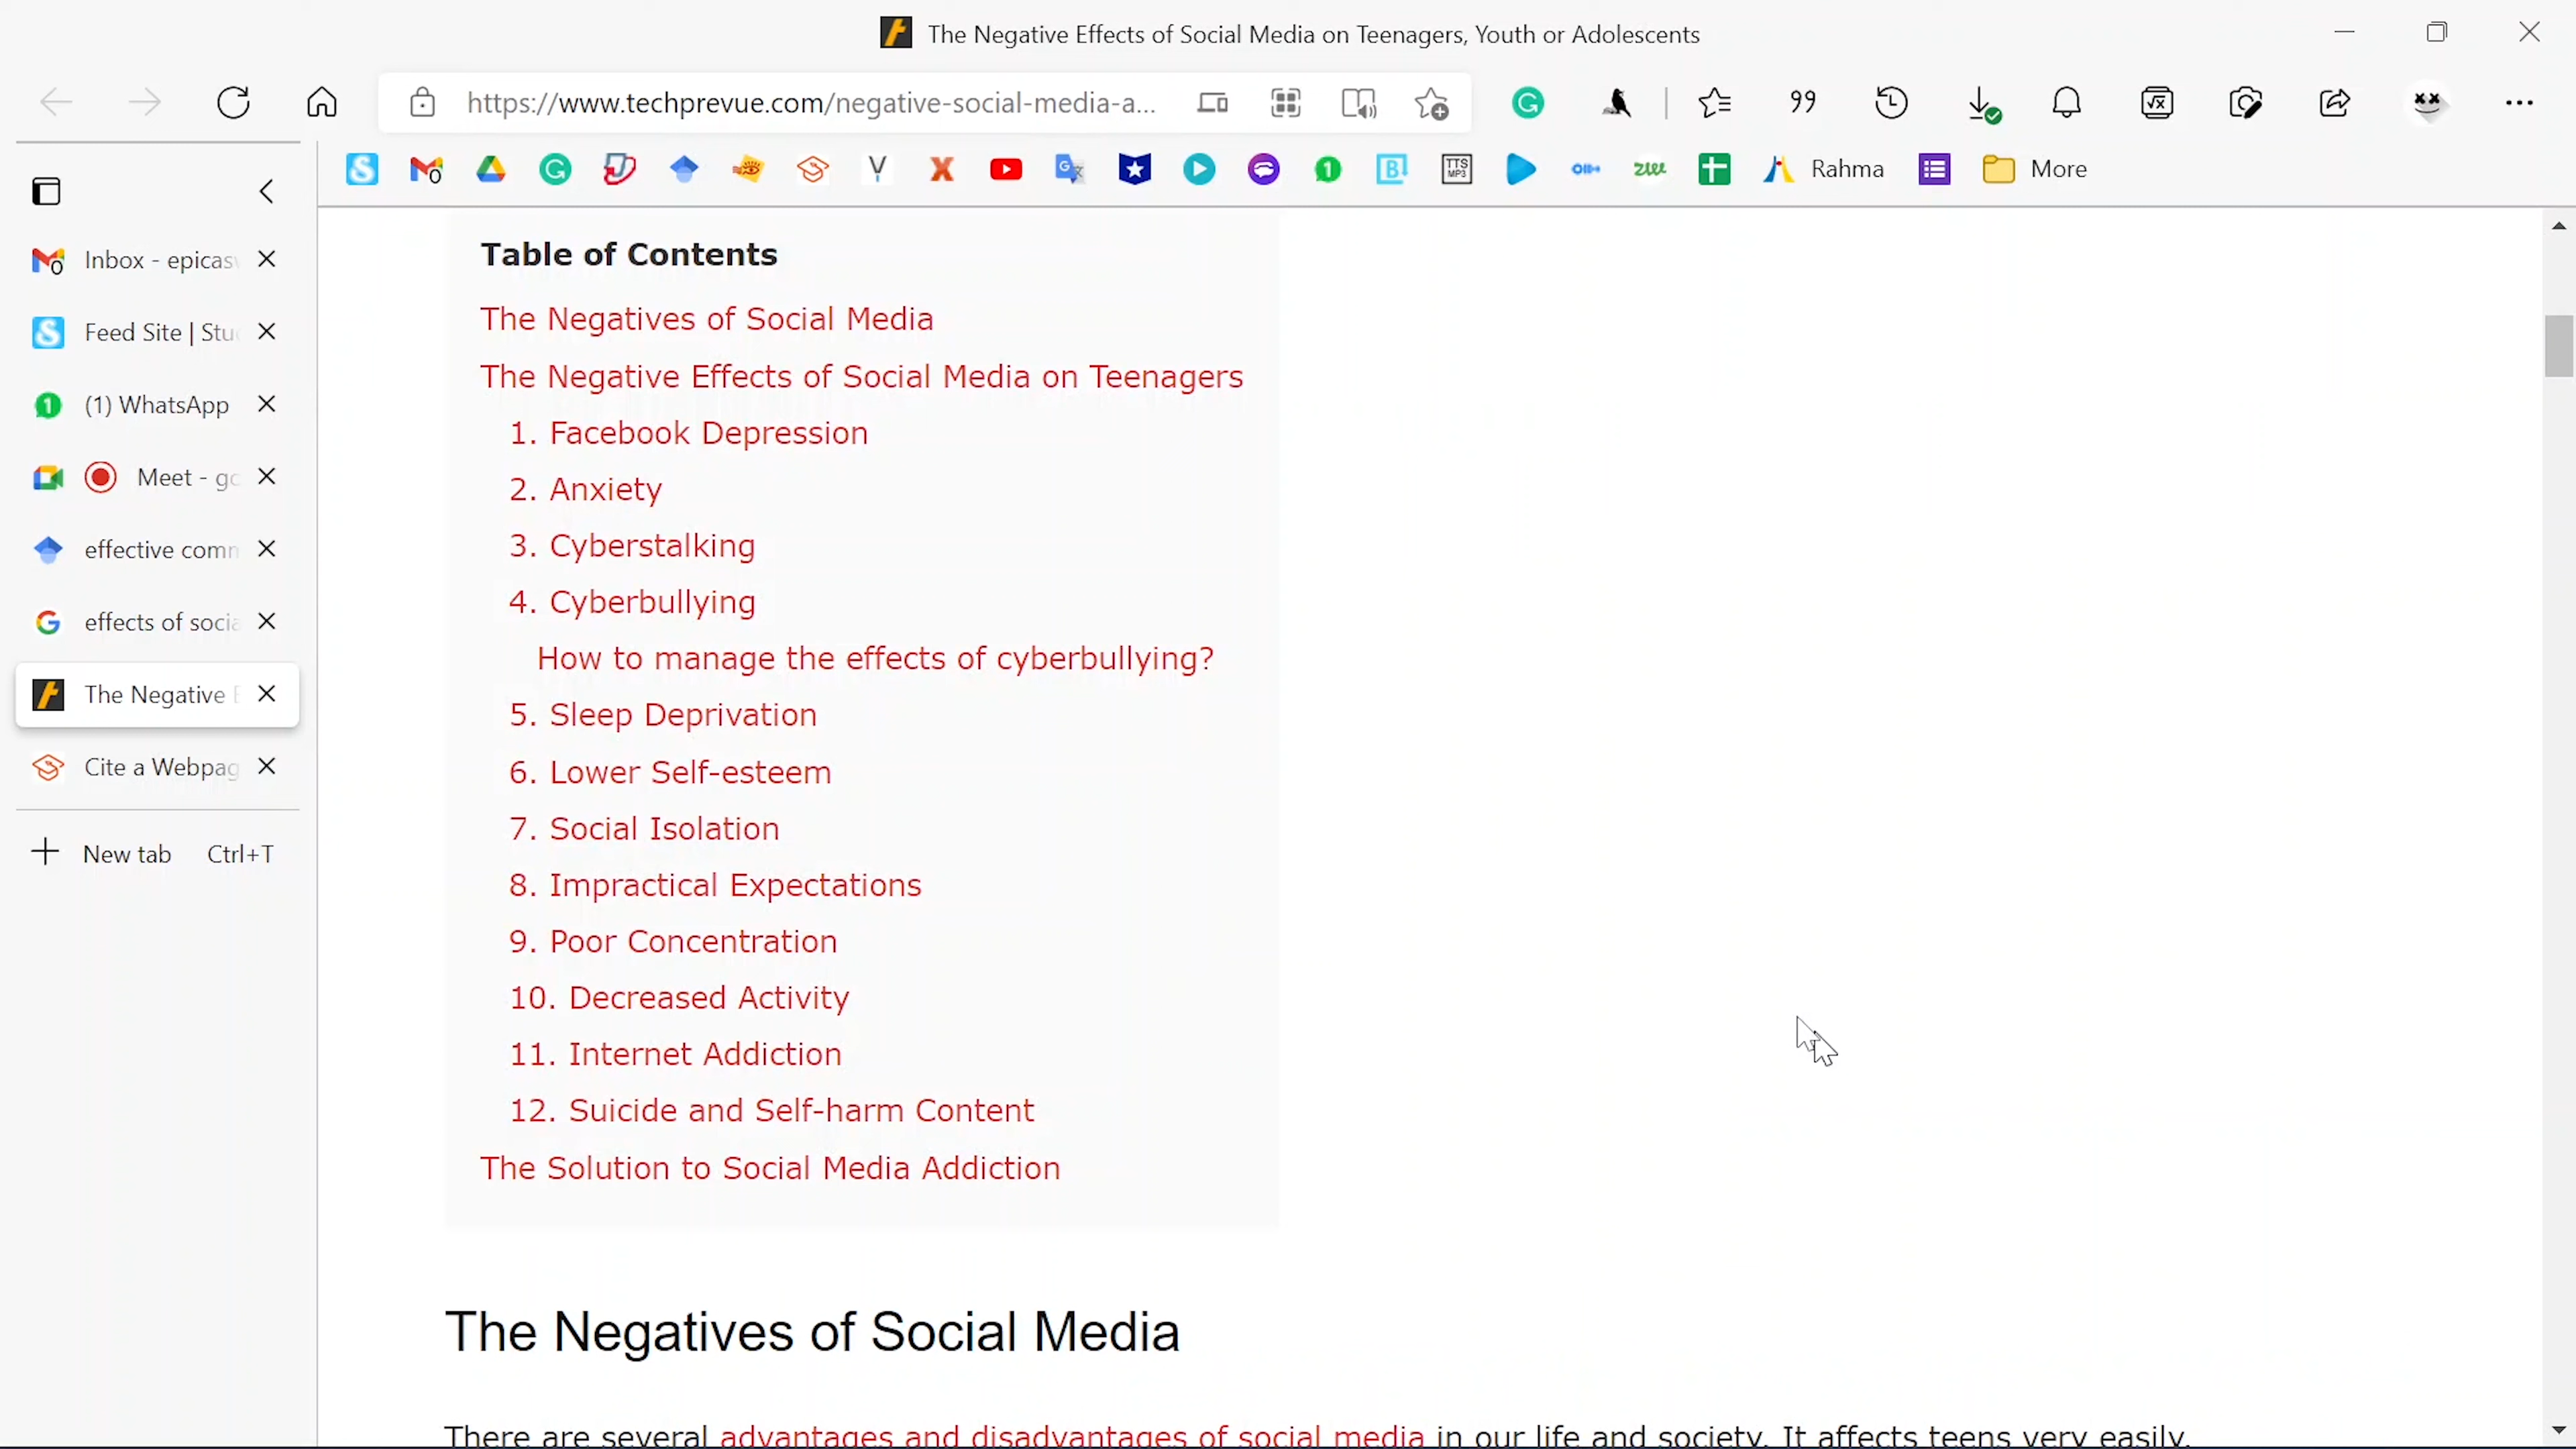 The Negative Effects of Social Media on Teenagers, Youth or Adolescents
https://www.techprevue.com/negative-social-media-a...
99
Rahma
More
Inbox - epicas
Feed Site | Stu
(1) WhatsApp
Meet - go
effective comm
effects of socia
The Negative E
Cite a Webpag
New tab Ctrl+T
Table of Contents
The Negatives of Social Media
The Negative Effects of Social Media on Teenagers
1. Facebook Depression
2. Anxiety
3. Cyberstalking
4. Cyberbullying
How to manage the effects of cyberbullying?
5. Sleep Deprivation
6. Lower Self-esteem
7. Social Isolation
8. Impractical Expectations
9. Poor Concentration
10. Decreased Activity
11. Internet Addiction
12. Suicide and Self-harm Content
The Solution to Social Media Addiction
The Negatives of Social Media
There are several advantages and disadvantages of social media in our life and society. It affects teens very easily.